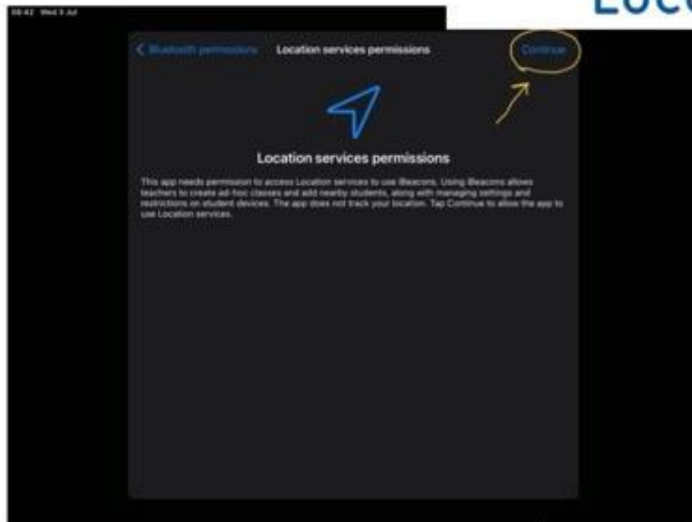 08:42 Wed 3 Jul
Bluetooth permissions
Location services permissions
Continue
Location services permissions
This app needs permission to access Location services to use iBeacons. Using iBeacons allows
teachers to create ad-hoc classes and add nearby students, along with managing settings and
restrictions on student devices. The app does not track your location. Tap Continue to allow the app to
use Location services.